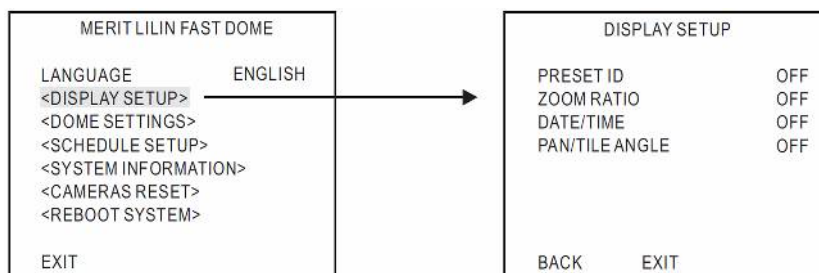 MERIT LILIN FAST DOME
LANGUAGE ENGLISH
<DISPLAY SETUP>
<DOME SETTINGS>
<SCHEDULE SETUP>
<SYSTEM INFORMATION>
<CAMERAS RESET>
<REBOOT SYSTEM>
EXIT
DISPLAY SETUP
PRESET ID OFF
ZOOM RATIO OFF
DATE/TIME OFF
PAN/TILE ANGLE OFF
BACK EXIT